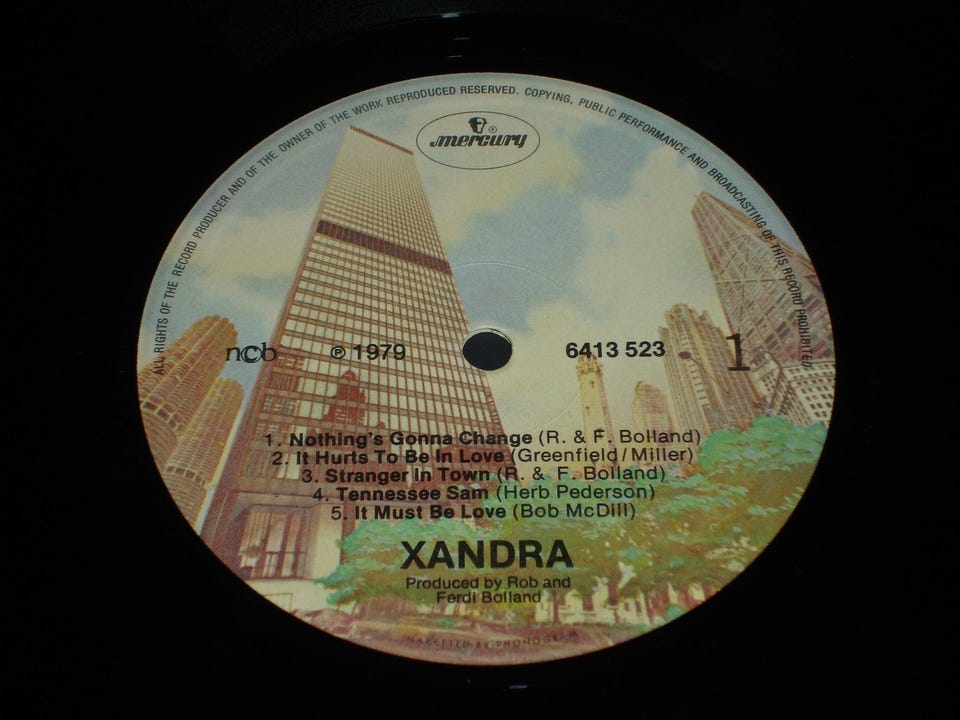 ALL RIGHTS OF THE RECORD PRODUCER AND OF THE OWNER OF THE WORK REPRODUCED RESERVED. COPYING, PUBLIC PERFORMANCE AND BROADCASTING OF THIS RECORD PROHIBITED
mercury ®
ncb ℗ 1979 6413 523 1
1. Nothing's Gonna Change (R. & F. Bolland)
2. It Hurts To Be In Love (Greenfield/Miller)
3. Stranger In Town (R. & F. Bolland)
4. Tennessee Sam (Herb Pederson)
5. It Must Be Love (Bob McDill)
XANDRA
Produced by Rob and
Ferdi Bolland
MARKETED BY PHONOGRAM